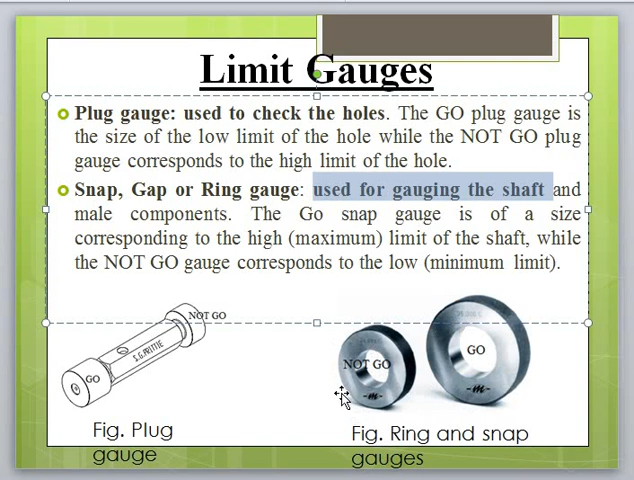 Limit Gauges
Plug gauge: used to check the holes. The GO plug gauge is
the size of the low limit of the hole while the NOT GO plug
gauge corresponds to the high limit of the hole.
Snap, Gap or Ring gauge: used for gauging the shaft and
male components. The Go snap gauge is of a size
corresponding to the high (maximum) limit of the shaft, while
the NOT GO gauge corresponds to the low (minimum limit).
NOT GO
GO
NOT GO
GO
Fig. Plug
gauge
Fig. Ring and snap
gauges